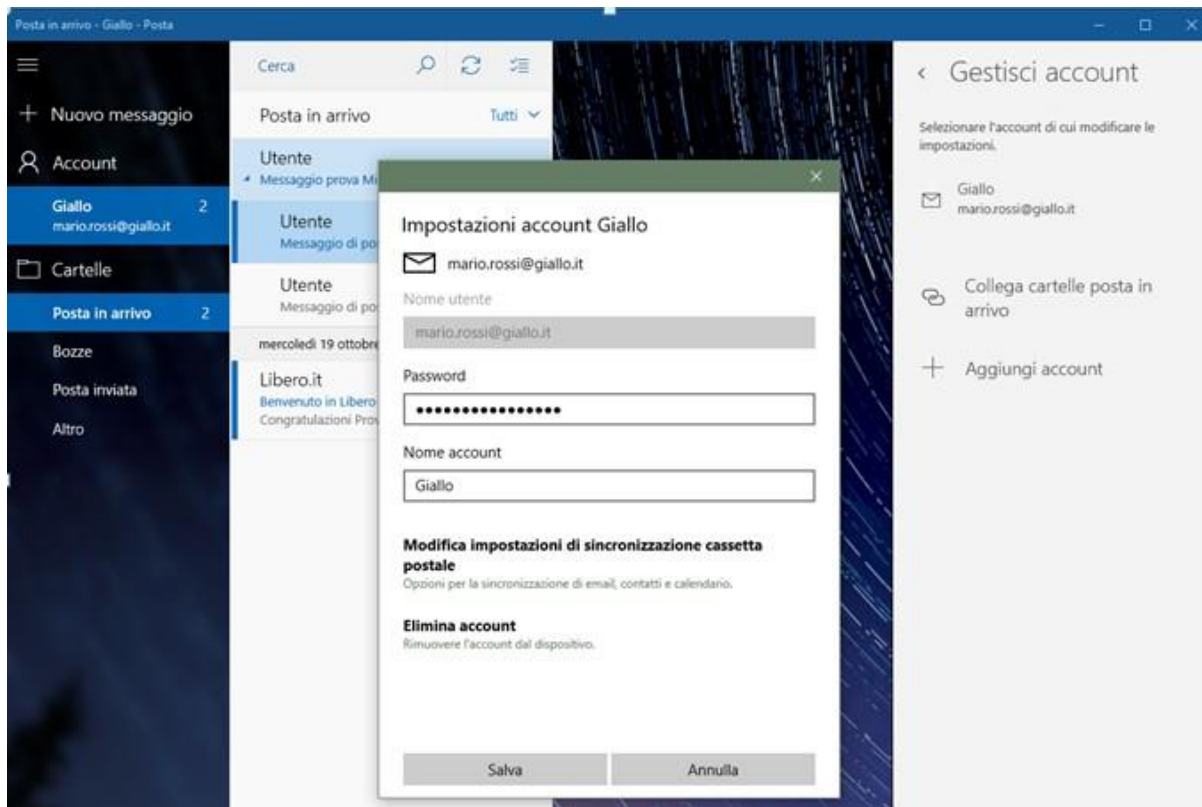 Posta in arrivo - Giallo - Posta
Nuovo messaggio
Account
Giallo 2
mario.rossi@giallo.it
Cartelle
Posta in arrivo 2
Bozze
Posta inviata
Altro
Cerca
Posta in arrivo Tutti
Utente
Messaggio prova
Utente
Messaggio di
Utente
Messaggio di
mercoledì 19 ottobre
Libero.it
Benvenuto in Libero
Congratulazioni
Impostazioni account Giallo
mario.rossi@giallo.it
Nome utente
mario.rossi@giallo.it
Password
Nome account
Giallo
Modifica impostazioni di sincronizzazione cassetta
postale
Opzioni per la sincronizzazione di email, contatti e calendario.
Elimina account
Rimuovere l'account dal dispositivo.
Salva Annulla
Gestisci account
Selezionare l'account di cui modificare le
impostazioni.
Giallo
mario.rossi@giallo.it
Collega cartelle posta in
arrivo
Aggiungi account